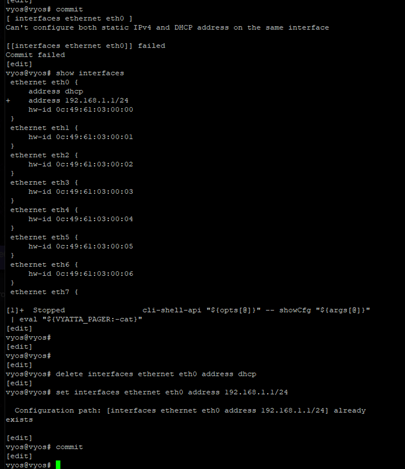 [edit]
vyos@vyos# commit
[ interfaces ethernet eth0 ]
Can't configure both static IPv4 and DHCP address on the same interface

[[interfaces ethernet eth0]] failed
Commit failed
[edit]
vyos@vyos# show interfaces
 ethernet eth0 {
     address dhcp
+    address 192.168.1.1/24
     hw-id 0c:49:61:03:00:00
 }
 ethernet eth1 {
     hw-id 0c:49:61:03:00:01
 }
 ethernet eth2 {
     hw-id 0c:49:61:03:00:02
 }
 ethernet eth3 {
     hw-id 0c:49:61:03:00:03
 }
 ethernet eth4 {
     hw-id 0c:49:61:03:00:04
 }
 ethernet eth5 {
     hw-id 0c:49:61:03:00:05
 }
 ethernet eth6 {
     hw-id 0c:49:61:03:00:06
 }
 ethernet eth7 {

[1]+  Stopped                 cli-shell-api "${opts[@]}" -- showCfg "${args[@]}"
 | eval "${VYATTA_PAGER:-cat}"
[edit]
vyos@vyos#
[edit]
vyos@vyos#
[edit]
vyos@vyos# delete interfaces ethernet eth0 address dhcp
[edit]
vyos@vyos# set interfaces ethernet eth0 address 192.168.1.1/24

  Configuration path: [interfaces ethernet eth0 address 192.168.1.1/24] already
exists

[edit]
vyos@vyos# commit
[edit]
vyos@vyos#